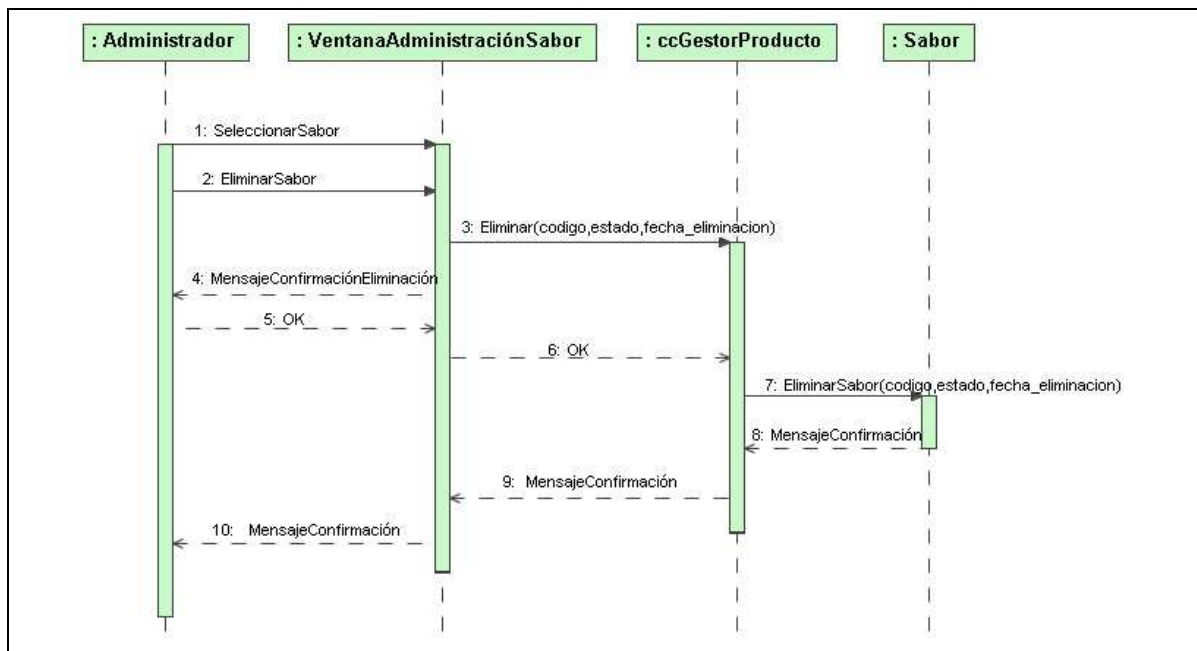 : Administrador
: VentanaAdministraciónSabor
: ccGestorProducto
: Sabor
1: SeleccionarSabor
2: EliminarSabor
3: Eliminar(codigo,estado,fecha_eliminacion)
4: MensajeConfirmaciónEliminación
5: OK
6: OK
7: EliminarSabor(codigo,estado,fecha_eliminacion)
8: MensajeConfirmación
9: MensajeConfirmación
10: MensajeConfirmación